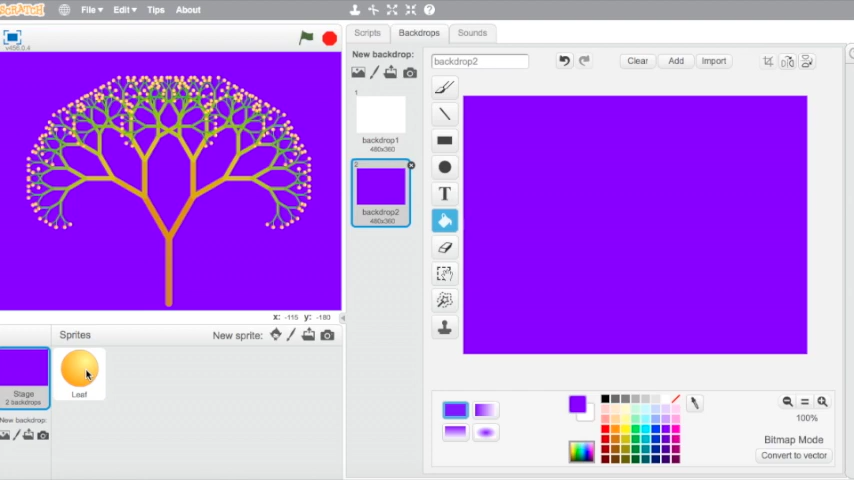 SCRATCH File▾ Edit▾ Tips About
v456.0.4
Scripts Backdrops Sounds
New backdrop:
backdrop2 Clear Add Import
1
backdrop1
480x360
2
backdrop2
480x360
T
x: -115 y: -180
Sprites New sprite:
Stage
2 backdrops
Leaf
New backdrop:
100%
Bitmap Mode
Convert to vector